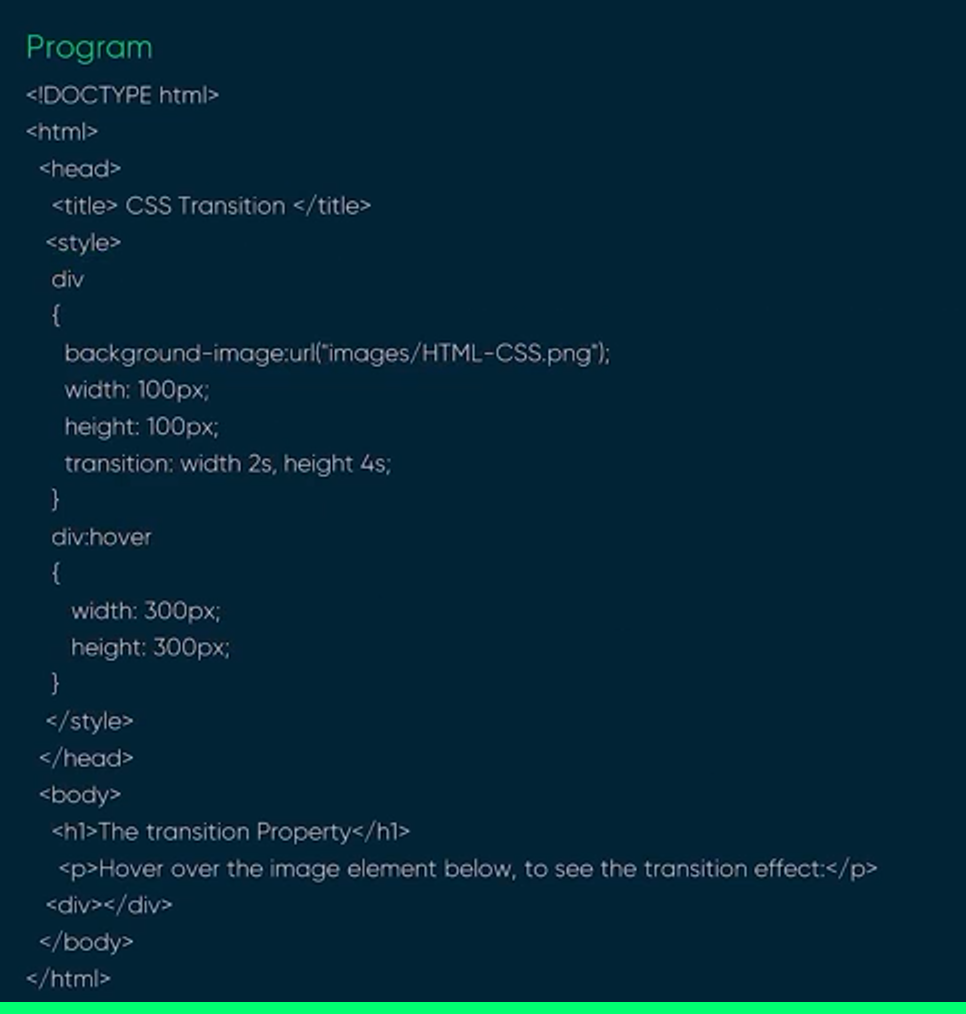 Program
<!DOCTYPE html>
<html>
<head>
<title> CSS Transition </title>
<style>
div
{
background-image:url("images/HTML-CSS.png");
width: 100px;
height: 100px;
transition: width 2s, height 4s;
}
div:hover
{
width: 300px;
height: 300px;
}
</style>
</head>
<body>
<h1>The transition Property</h1>
<p>Hover over the image element below, to see the transition effect:</p>
<div></div>
</body>
</html>